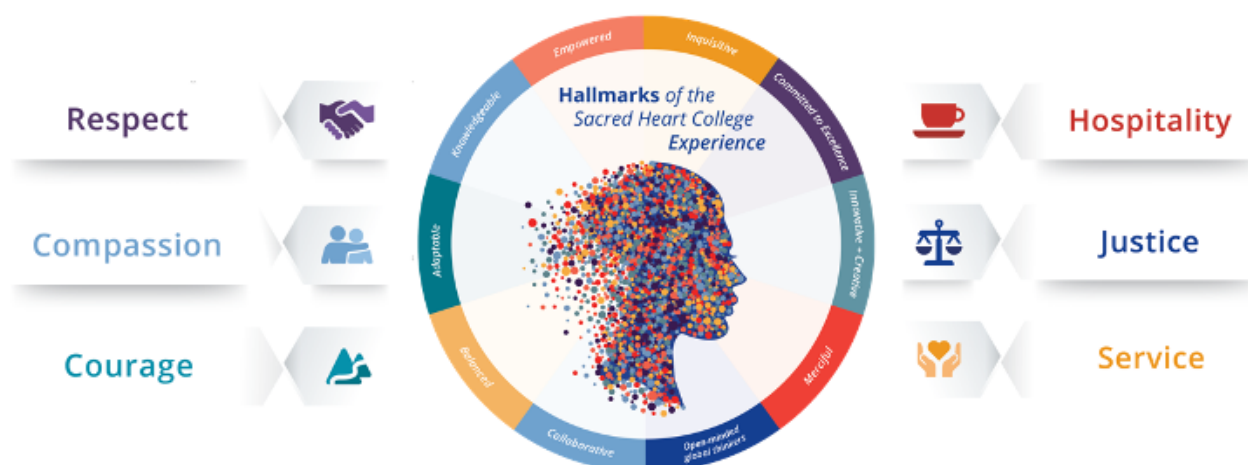 Respect
Compassion
Courage
Hallmarks of the
Sacred Heart College
Experience
Empowered
Inquisitive
Committed to Excellence
Innovative + Creative
Merciful
Open-minded
global thinkers
Collaborative
Balanced
Adaptable
Knowledgeable
Hospitality
Justice
Service